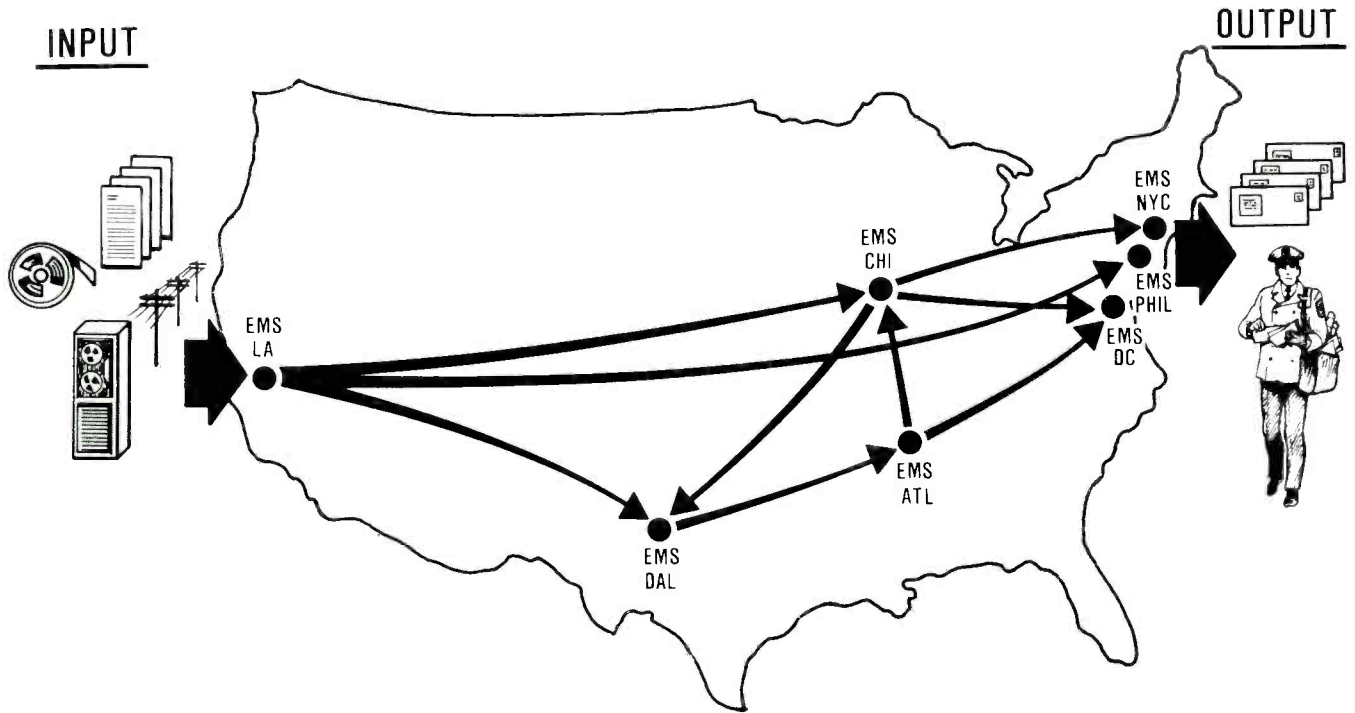 INPUT
OUTPUT
EMS
NYC
EMS
CHI
EMS
PHIL
EMS
LA
EMS
DC
EMS
ATL
EMS
DAL